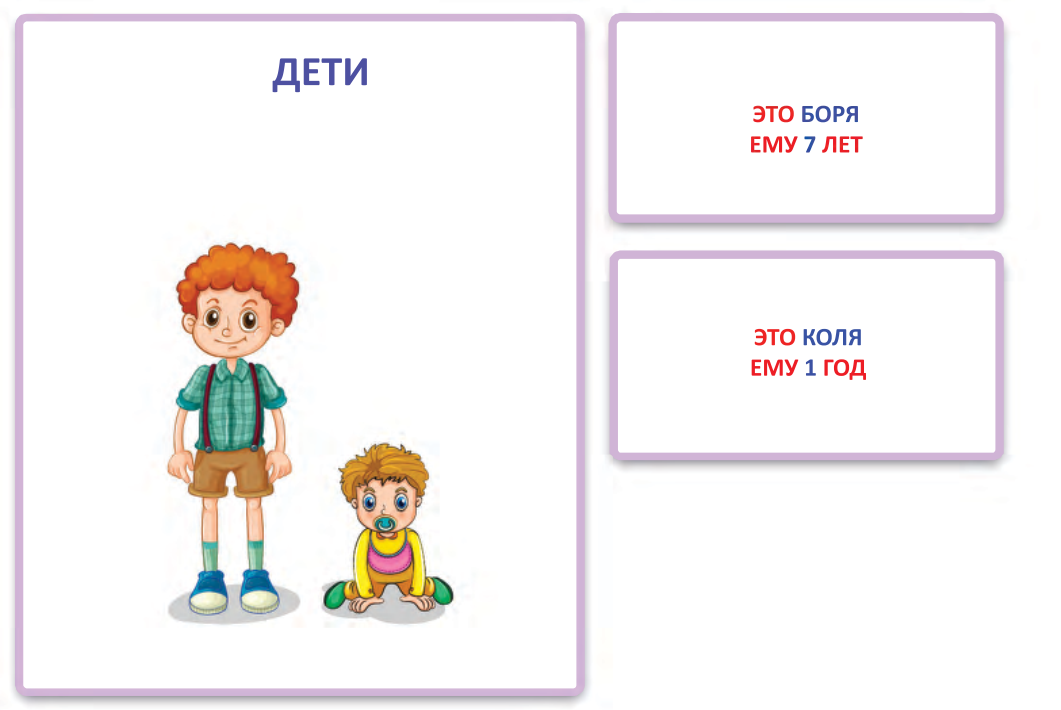 ДЕТИ
ЭТО БОРЯ
ЕМУ 7 ЛЕТ
ЭТО КОЛЯ
ЕМУ 1 ГОД